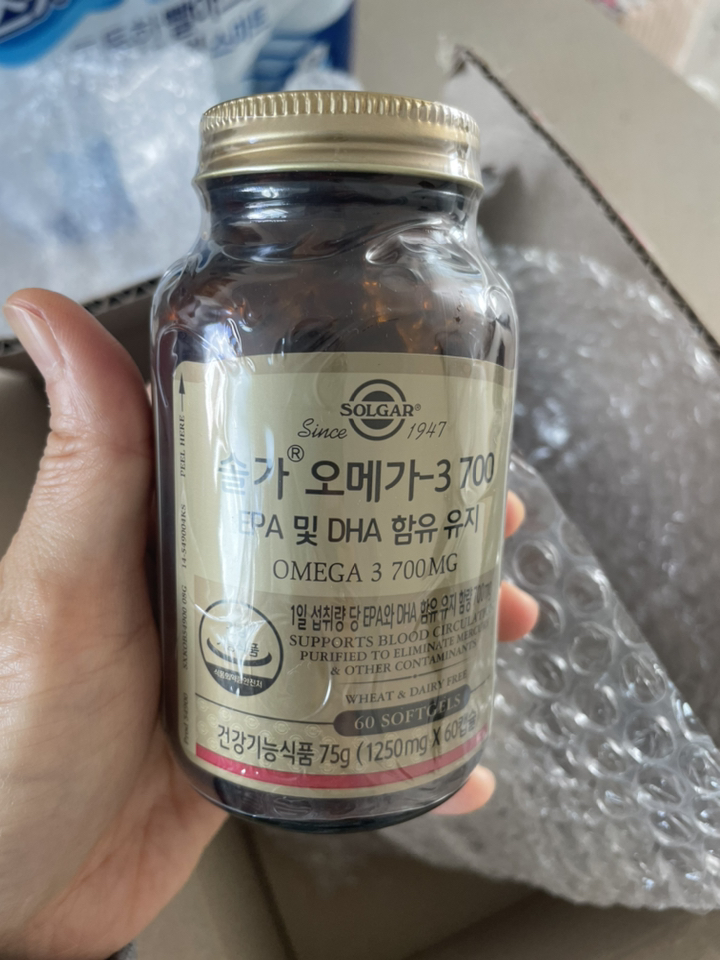 SOLGAR®
Since 1947
솔가® 오메가-3 700
EPA 및 DHA 함유 유지
OMEGA 3 700MG
1일 섭취량 당 EPA와 DHA 함유 유지 함량
SUPPORTS BLOOD
PURIFIED TO ELIMINATE
& OTHER CONTAMINANTS
WHEAT & DAIRY FREE
60 SOFTGELS
건강기능식품 75g (1250mg X 60캡슐)
PEEL HERE